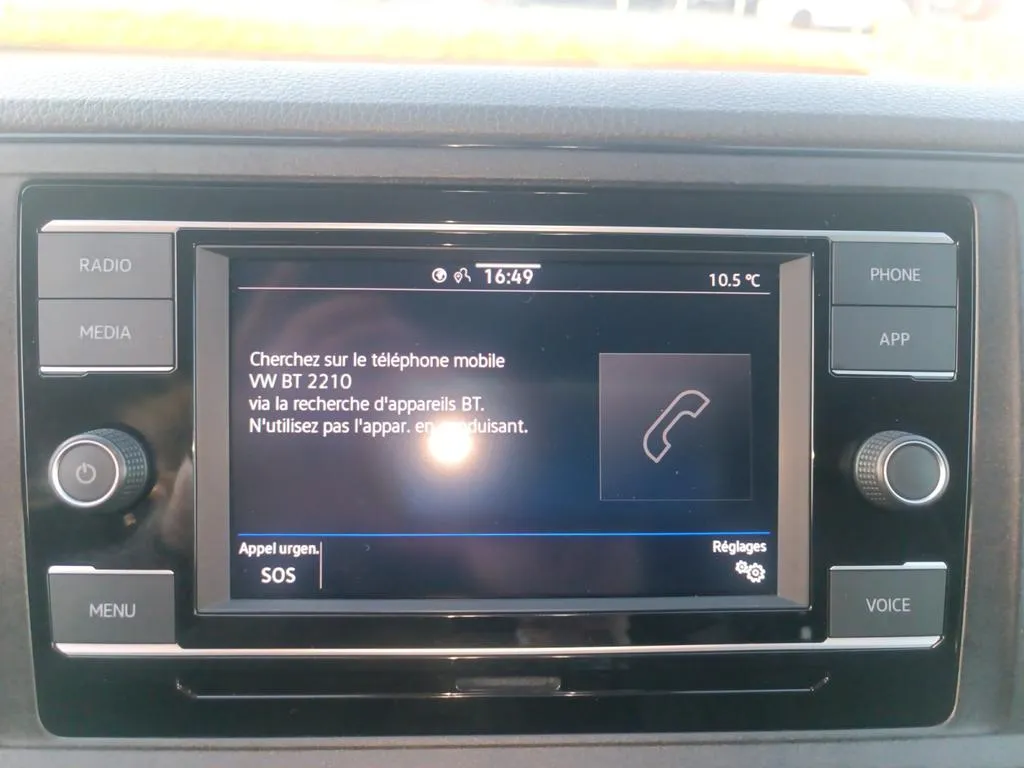 RADIO
MEDIA
MENU
16:49
10.5 °C
Cherchez sur le téléphone mobile
VW BT 2210
via la recherche d'appareils BT.
N'utilisez pas l'appar. en conduisant.
Appel urgen.
SOS
Réglages
PHONE
APP
VOICE